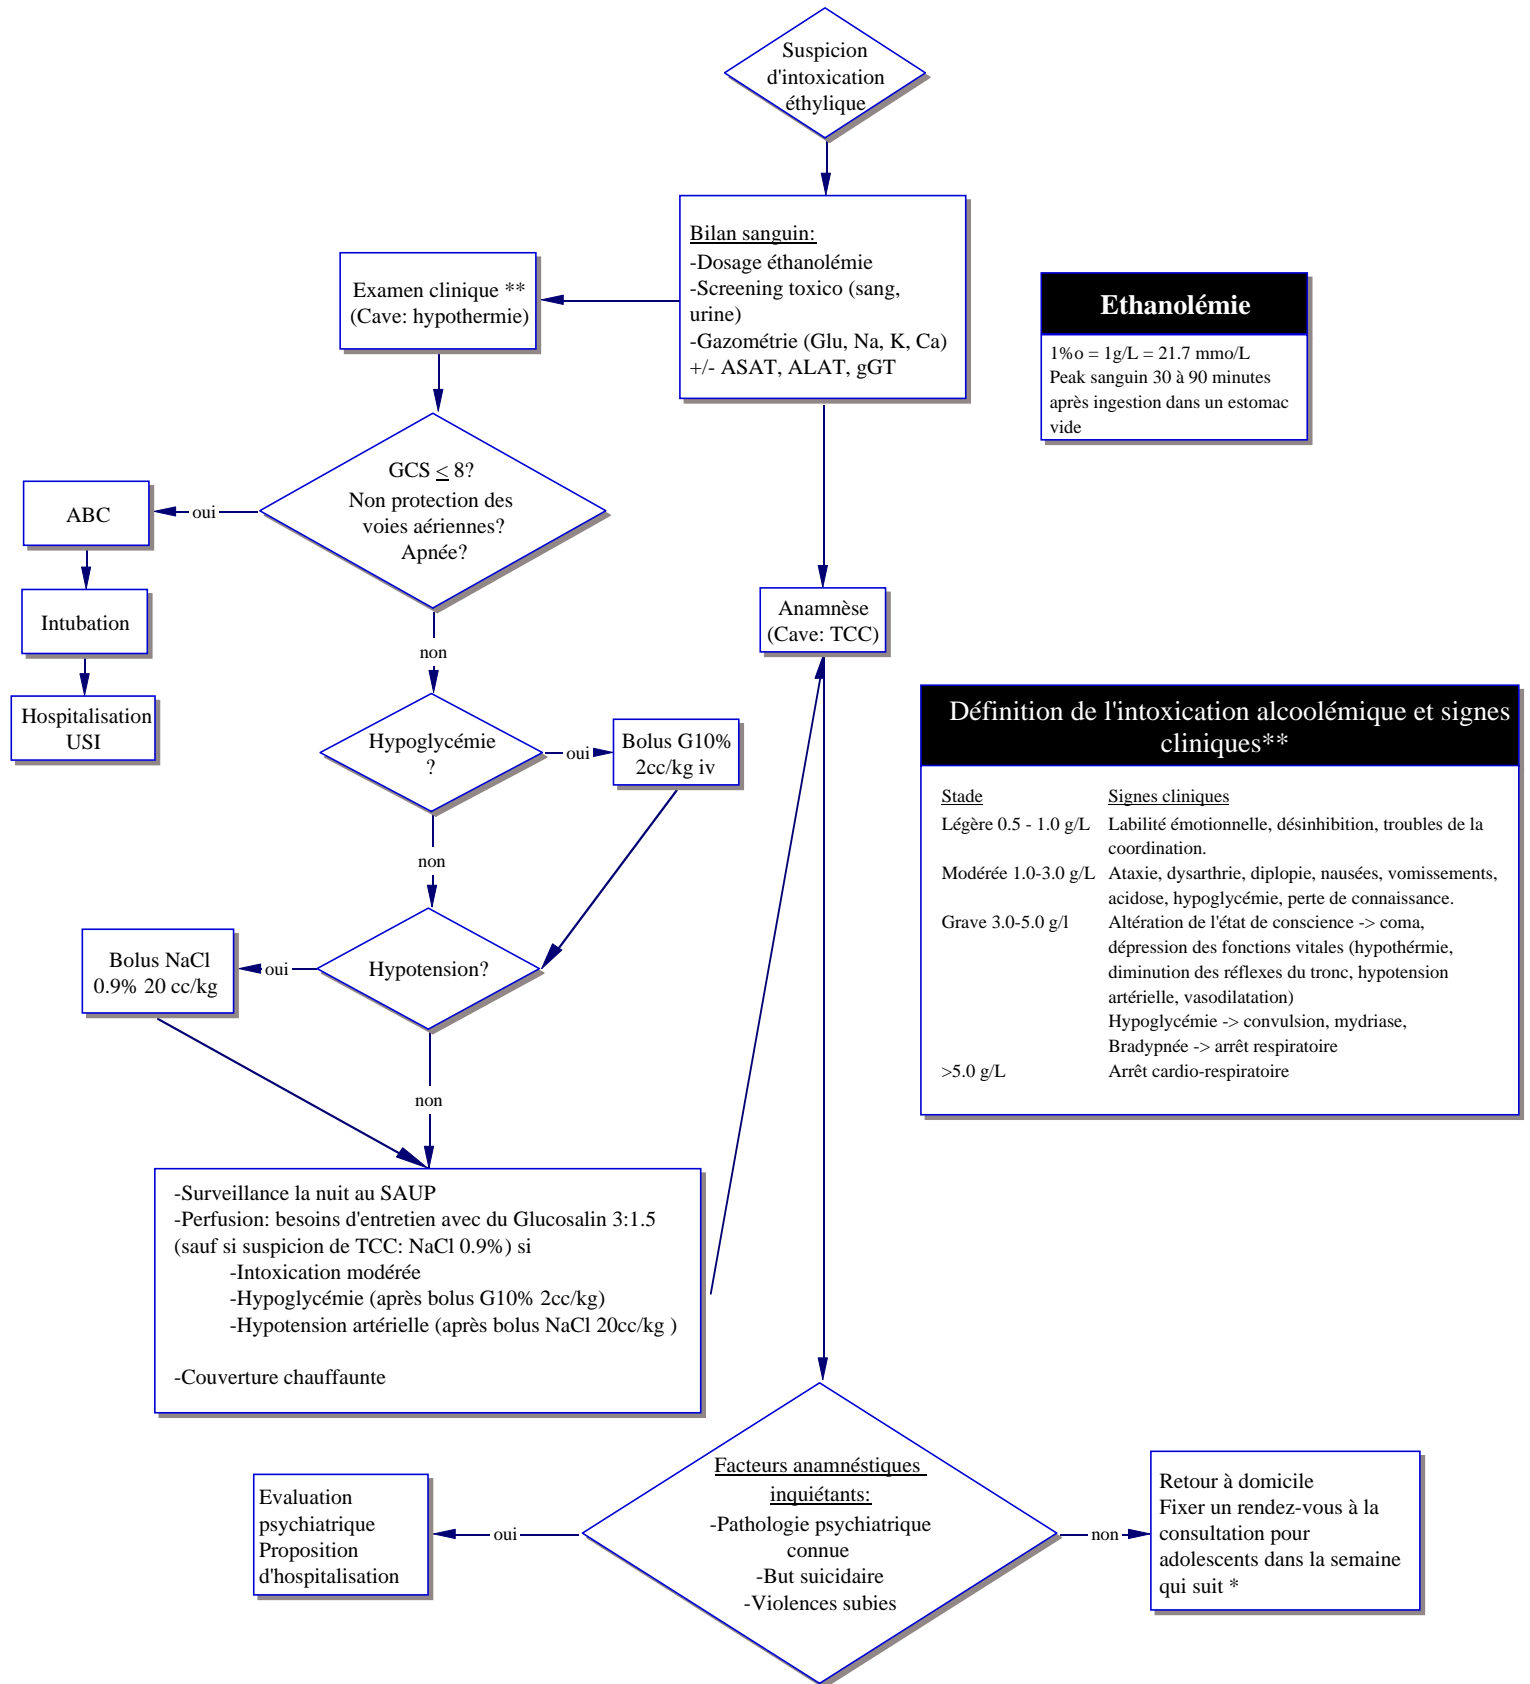 Suspicion
d'intoxication
éthylique
Bilan sanguin:
-Dosage éthanolémie
-Screening toxico (sang,
urine)
-Gazométrie (Glu, Na, K, Ca)
+/- ASAT, ALAT, gGT
Examen clinique **
(Cave: hypothermie)
Ethanolémie
1%o = 1g/L = 21.7 mmo/L
Peak sanguin 30 à 90 minutes
après ingestion dans un estomac
vide
GCS ≤ 8?
Non protection des
voies aériennes?
Apnée?
oui
ABC
Intubation
Hospitalisation
USI
non
Anamnèse
(Cave: TCC)
Hypoglycémie
?
oui
Bolus G10%
2cc/kg iv
non
Hypotension?
oui
Bolus NaCl
0.9% 20 cc/kg
non
Définition de l'intoxication alcoolémique et signes
cliniques**
Stade Signes cliniques
Légère 0.5 - 1.0 g/L Labilité émotionnelle, désinhibition, troubles de la
coordination.
Modérée 1.0-3.0 g/L Ataxie, dysarthrie, diplopie, nausées, vomissements,
acidose, hypoglycémie, perte de connaissance.
Grave 3.0-5.0 g/l Altération de l'état de conscience -> coma,
dépression des fonctions vitales (hypothérmie,
diminution des réflexes du tronc, hypotension
artérielle, vasodilatation)
Hypoglycémie -> convulsion, mydriase,
Bradypnée -> arrêt respiratoire
>5.0 g/L Arrêt cardio-respiratoire
-Surveillance la nuit au SAUP
-Perfusion: besoins d'entretien avec du Glucosalin 3:1.5
(sauf si suspicion de TCC: NaCl 0.9%) si
-Intoxication modérée
-Hypoglycémie (après bolus G10% 2cc/kg)
-Hypotension artérielle (après bolus NaCl 20cc/kg )
-Couverture chauffaunte
Facteurs anamnéstiques
inquiétants:
-Pathologie psychiatrique
connue
-But suicidaire
-Violences subies
oui
Evaluation
psychiatrique
Proposition
d'hospitalisation
non
Retour à domicile
Fixer un rendez-vous à la
consultation pour
adolescents dans la semaine
qui suit *